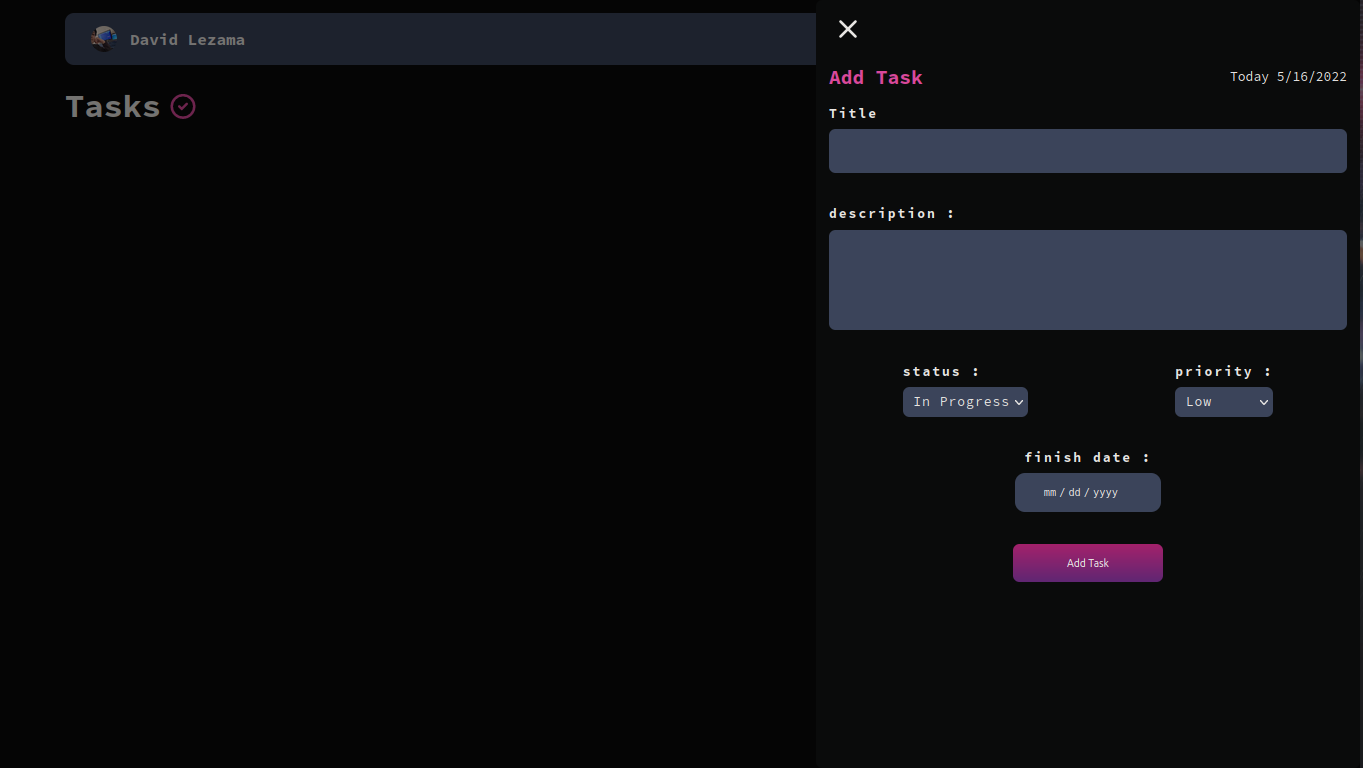 David Lezama
Tasks
Add Task
Today 5/16/2022
Title
description :
status :
priority :
In Progress
Low
finish date :
mm / dd / yyyy
Add Task